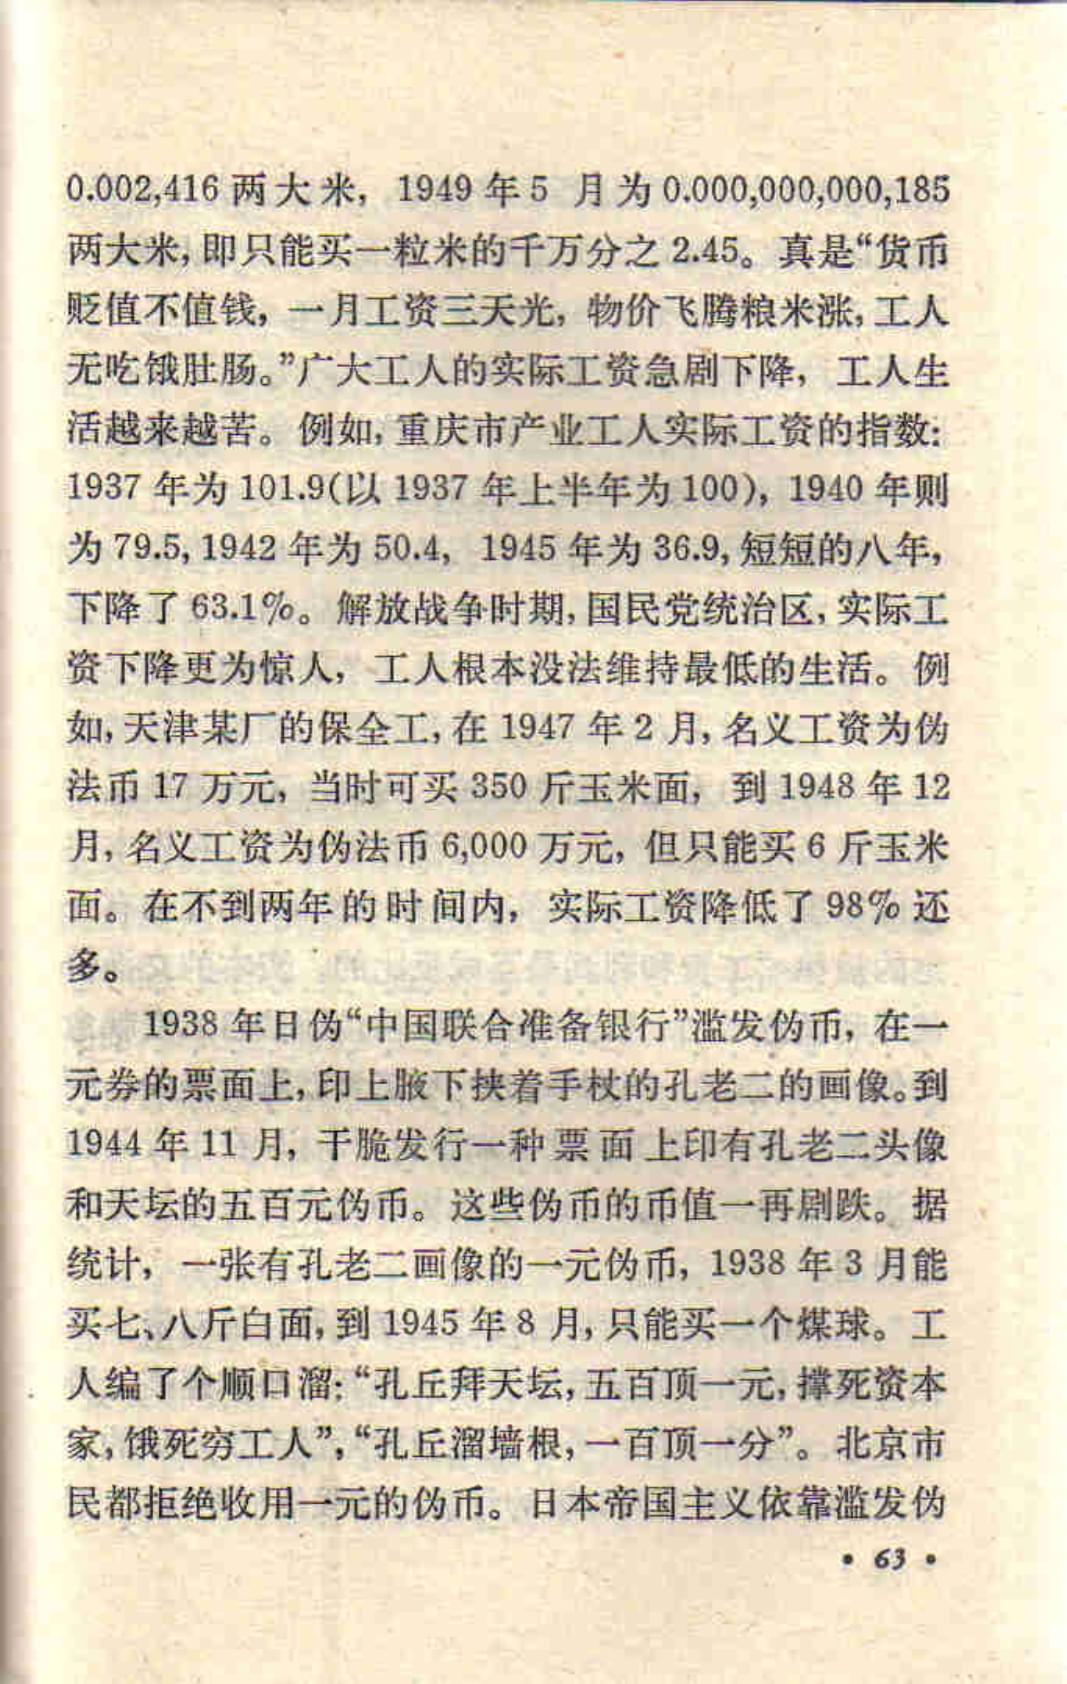 0.002,416 两大米，1949 年 5 月为 0.000,000,000,185
两大米，即只能买一粒米的千万分之 2.45。真是“货币
贬值不值钱，一月工资三天光，物价飞腾粮米涨，工人
无吃饿肚肠。”广大工人的实际工资急剧下降，工人生
活越来越苦。例如，重庆市产业工人实际工资的指数：
1937 年为 101.9(以 1937 年上半年为 100)，1940 年则
为 79.5，1942 年为 50.4，1945 年为 36.9，短短的八年，
下降了 63.1%。解放战争时期，国民党统治区，实际工
资下降更为惊人，工人根本没法维持最低的生活。例
如，天津某厂的保全工，在 1947 年 2 月，名义工资为伪
法币 17 万元，当时可买 350 斤玉米面，到 1948 年 12
月，名义工资为伪法币 6,000 万元，但只能买 6 斤玉米
面。在不到两年的时间内，实际工资降低了 98% 还
多。
1938 年日伪“中国联合准备银行”滥发伪币，在一
元券的票面上，印上腋下挟着手杖的孔老二的画像。到
1944 年 11 月，干脆发行一种票面上印有孔老二头像
和天坛的五百元伪币。这些伪币的币值一再剧跌。据
统计，一张有孔老二画像的一元伪币，1938 年 3 月能
买七、八斤白面，到 1945 年 8 月，只能买一个煤球。工
人编了个顺口溜：“孔丘拜天坛，五百顶一元，撑死资本
家，饿死穷工人”，“孔丘溜墙根，一百顶一分”。北京市
民都拒绝收用一元的伪币。日本帝国主义依靠滥发伪
• 63 •